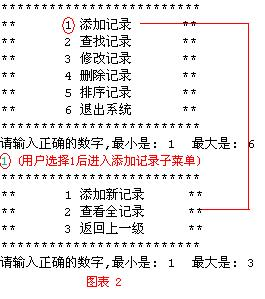 **************************
** 1 添加记录 **
** 2 查找记录 **
** 3 修改记录 **
** 4 删除记录 **
** 5 排序记录 **
** 6 退出系统 **
**************************
请输入正确的数字,最小是: 1 最大是: 6
1 (用户选择1后进入添加记录子菜单)
**************************
** 1 添加新记录 **
** 2 查看全记录 **
** 3 返回上一级 **
**************************
请输入正确的数字,最小是: 1 最大是: 3
图表 2